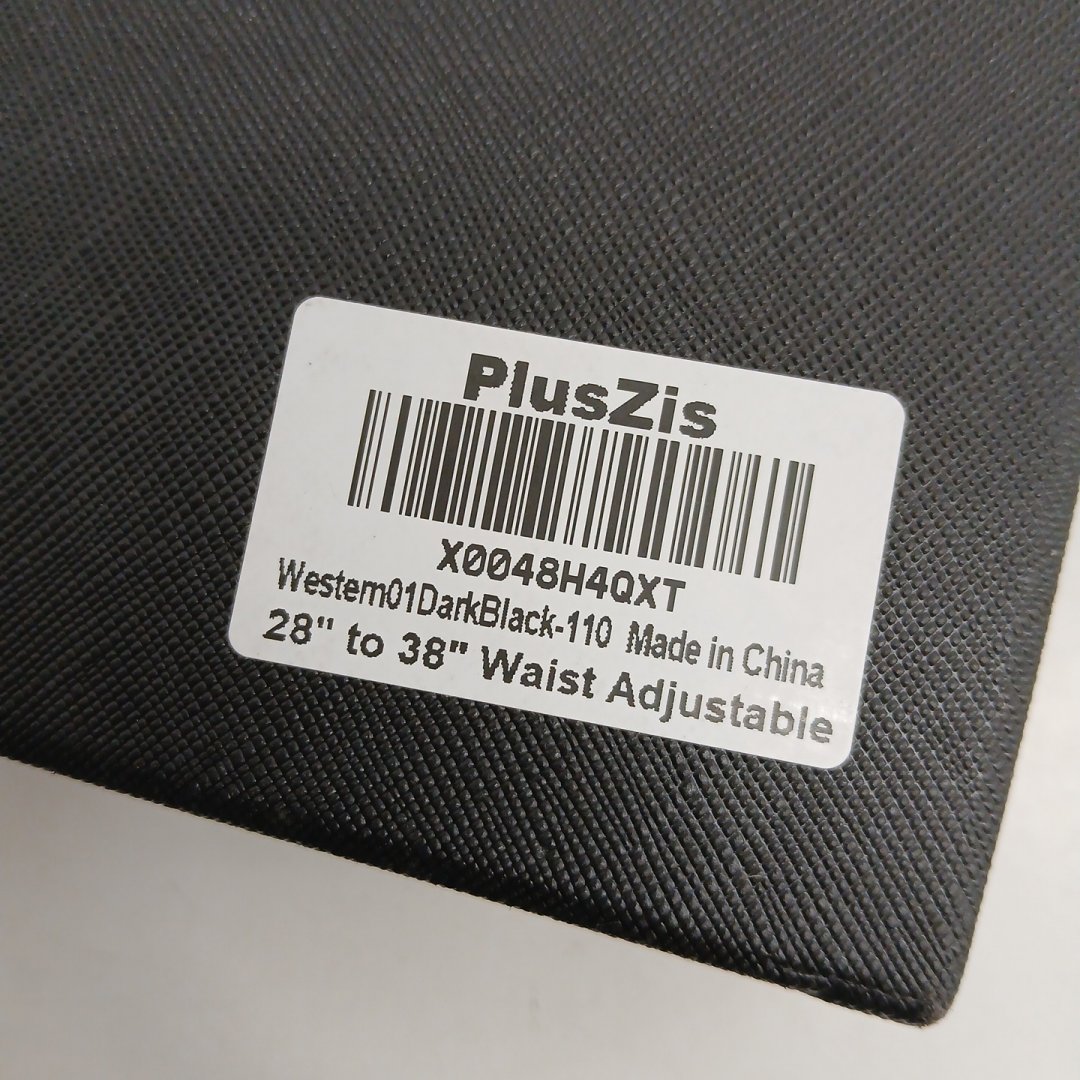 PlusZis
X0048H4QXT
Westem01DarkBlack-110 Made in China
28" to 38" Waist Adjustable